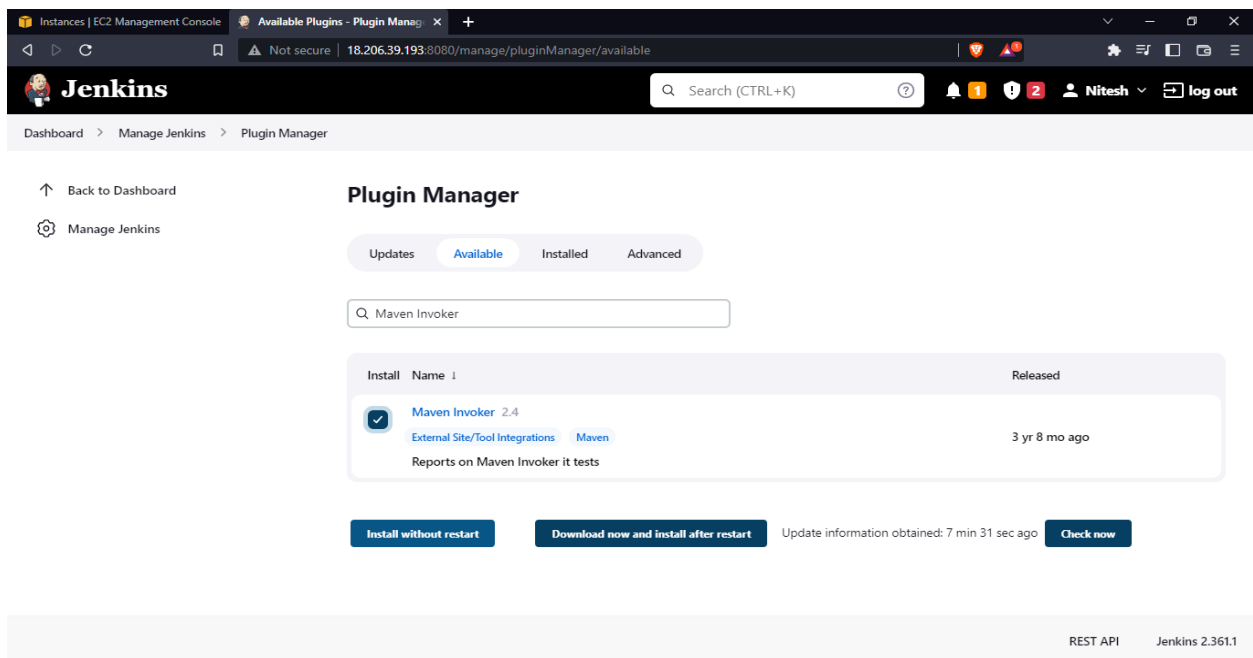 Instances | EC2 Management Console
Available Plugins - Plugin Manag
Not secure
18.206.39.193:8080/manage/pluginManager/available
1
Jenkins
Search (CTRL+K)
1
2
Nitesh
log out
Dashboard > Manage Jenkins > Plugin Manager
Back to Dashboard
Manage Jenkins
Plugin Manager
Updates Available Installed Advanced
Maven Invoker
Install Name ↓ Released
Maven Invoker 2.4
External Site/Tool Integrations Maven
3 yr 8 mo ago
Reports on Maven Invoker it tests
Install without restart Download now and install after restart Update information obtained: 7 min 31 sec ago Check now
REST API Jenkins 2.361.1